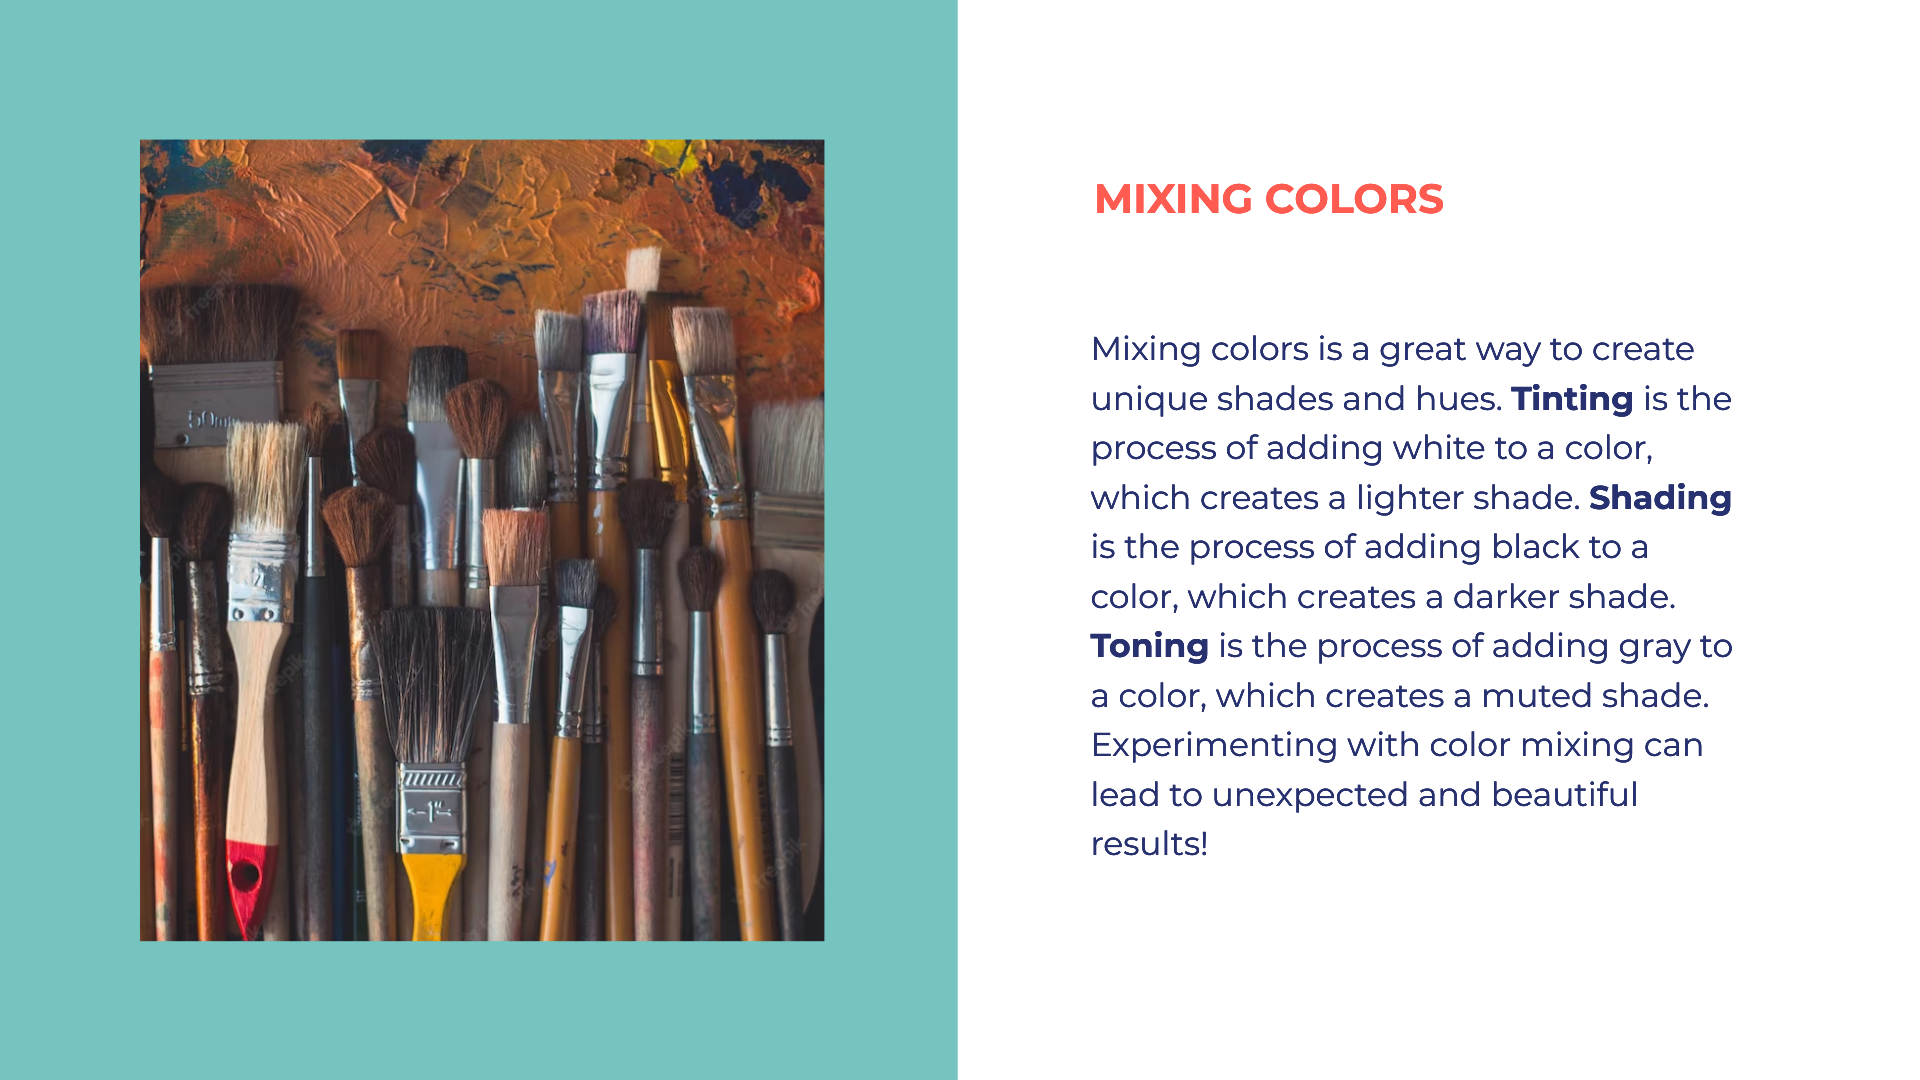 MIXING COLORS
Mixing colors is a great way to create
unique shades and hues. Tinting is the
process of adding white to a color,
which creates a lighter shade. Shading
is the process of adding black to a
color, which creates a darker shade.
Toning is the process of adding gray to
a color, which creates a muted shade.
Experimenting with color mixing can
lead to unexpected and beautiful
results!
50m
1"
freepik